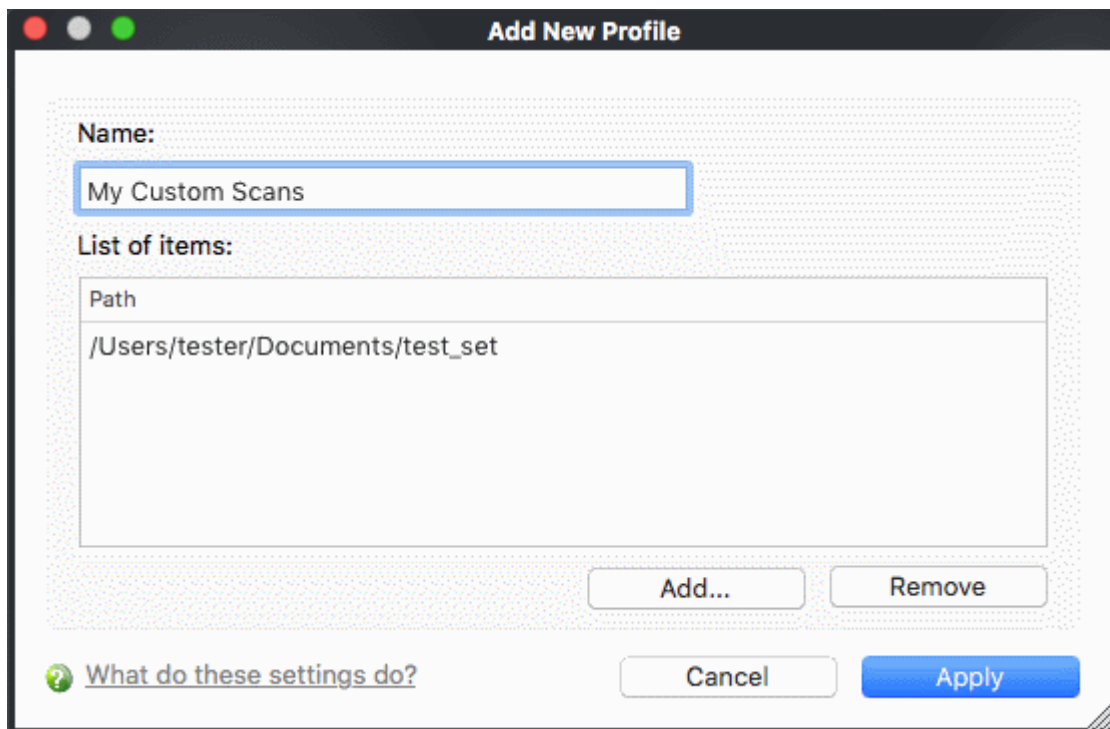 Add New Profile
Name:
My Custom Scans
List of items:
Path
/Users/tester/Documents/test_set
Add...
Remove
What do these settings do?
Cancel
Apply